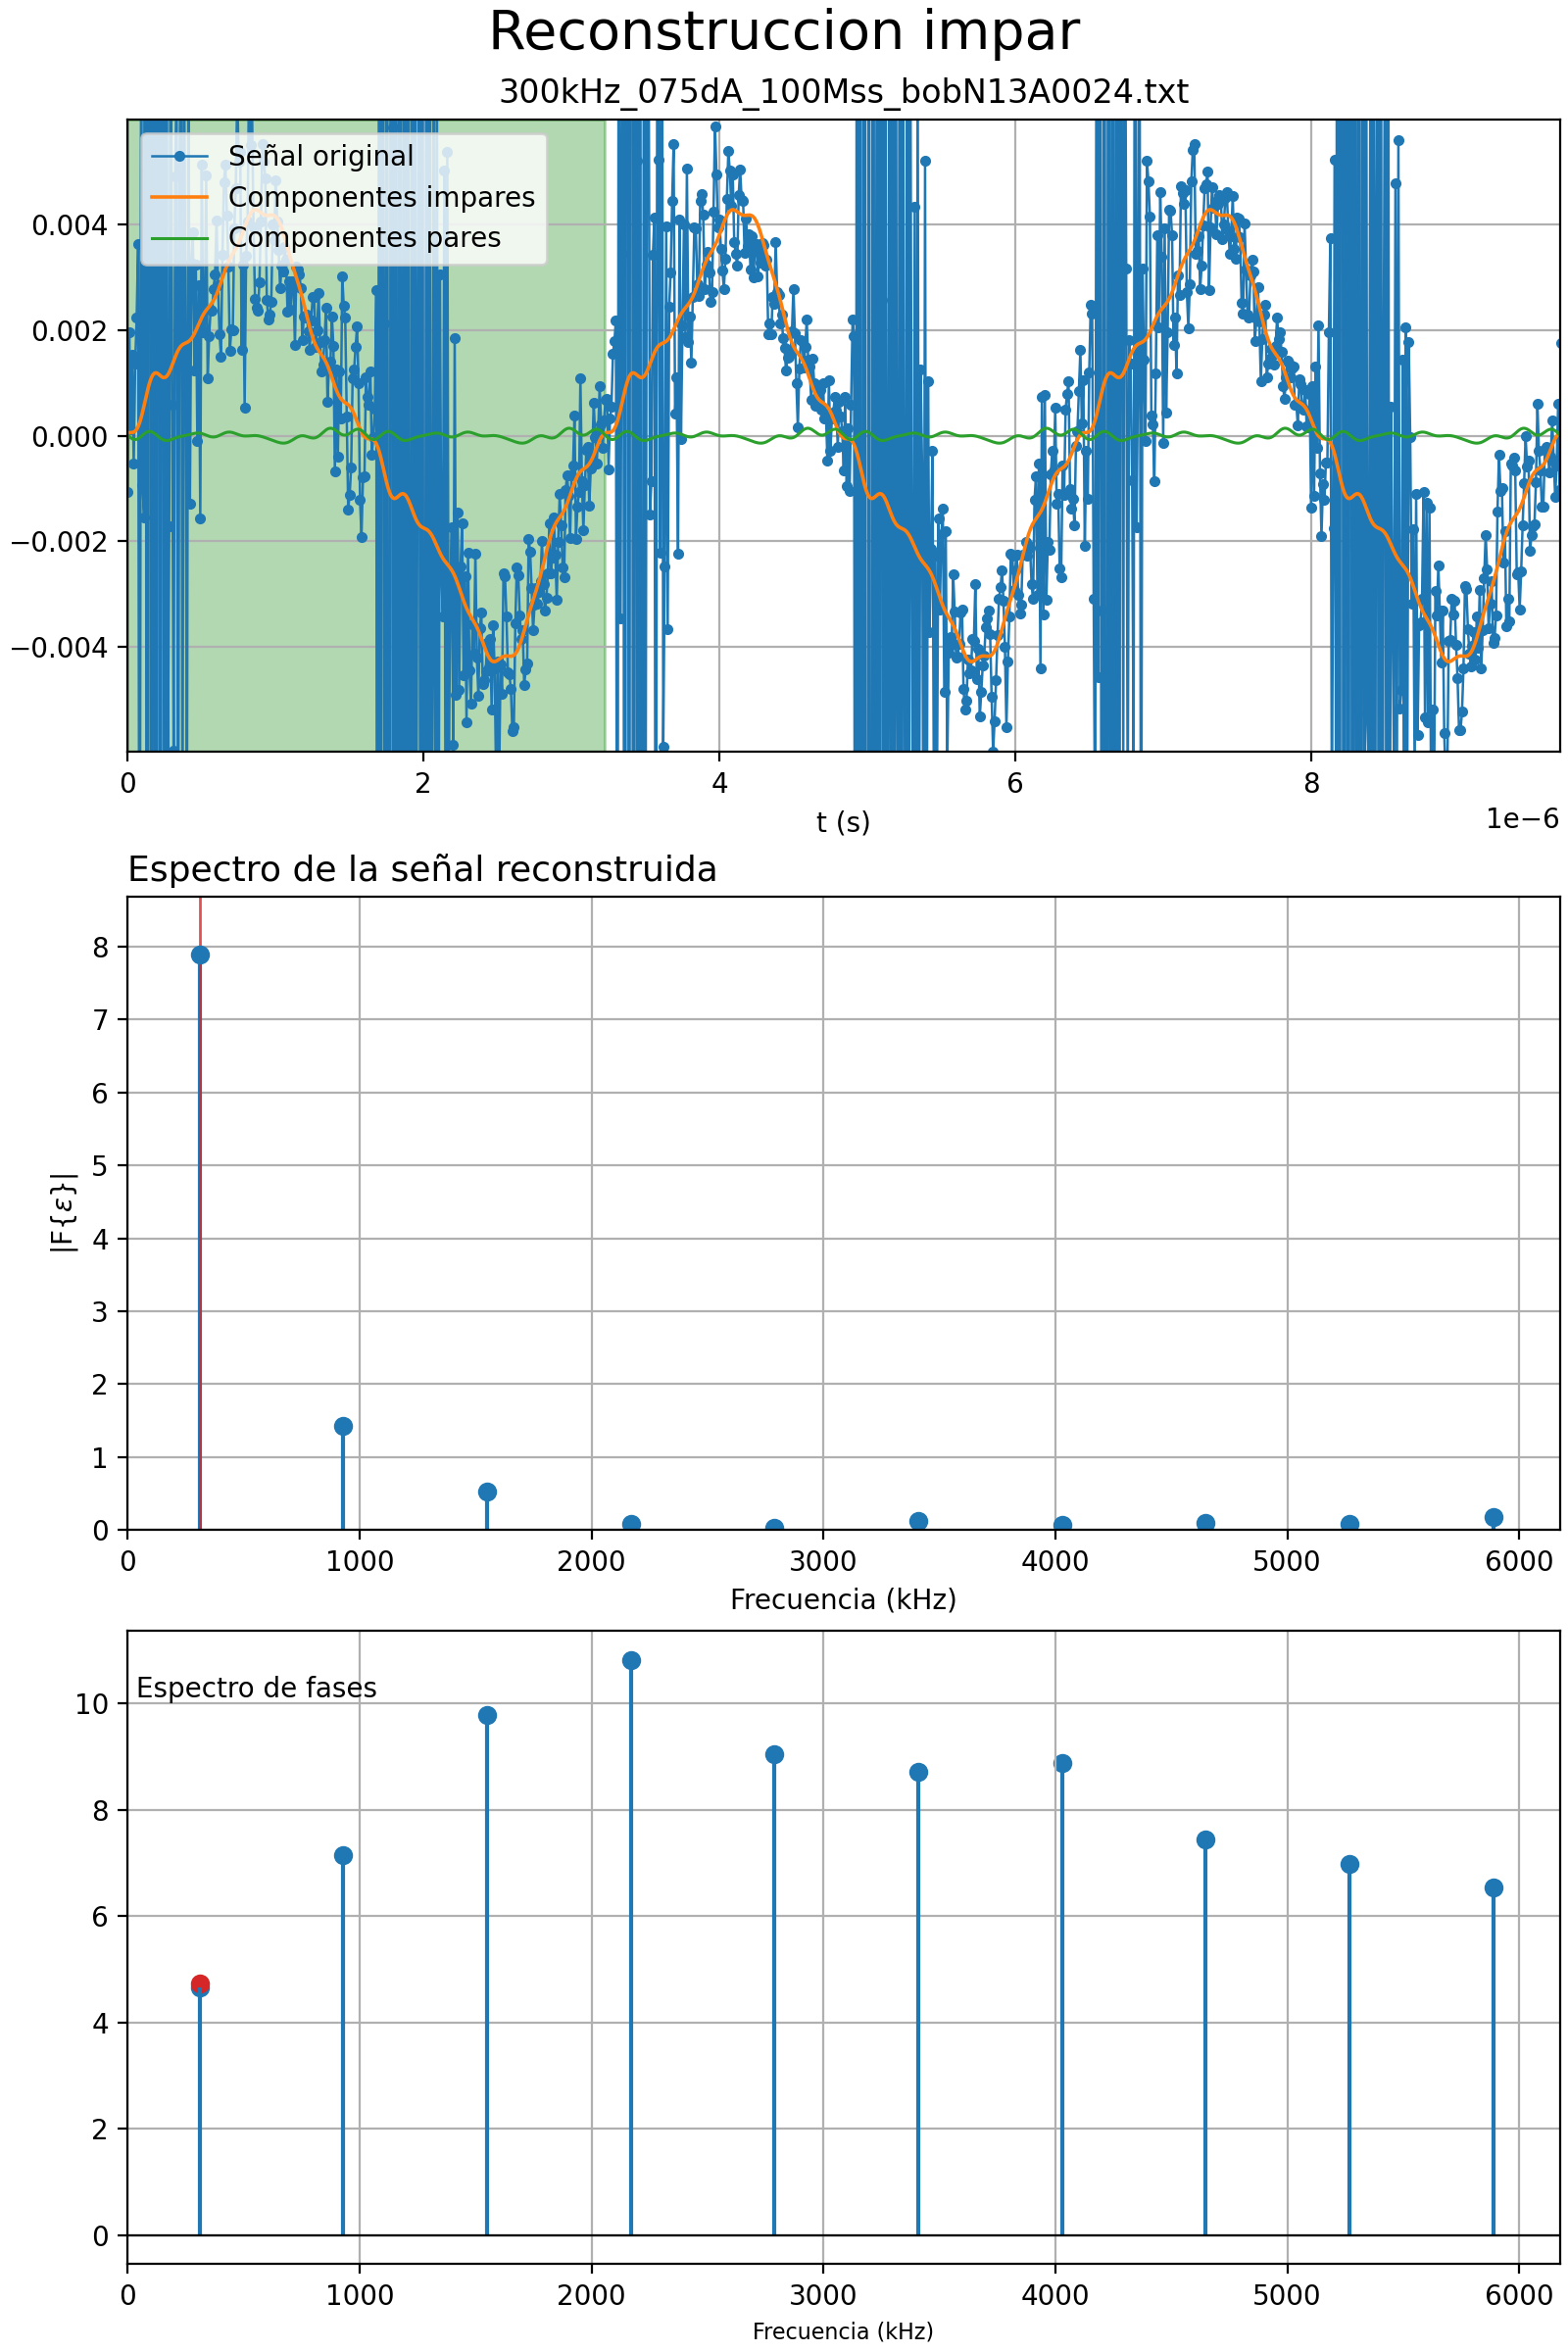 Reconstruccion impar
300kHz_075dA_100Mss_bobN13A0024.txt
Señal original
Componentes impares
Componentes pares
0.004
0.002
0.000
−0.002
−0.004
0 2 4 6 8
1e−6
t (s)
Espectro de la señal reconstruida
8
7
6
5
4
3
2
1
0
|F{ε}|
0 1000 2000 3000 4000 5000 6000
Frecuencia (kHz)
Espectro de fases
10
8
6
4
2
0
0 1000 2000 3000 4000 5000 6000
Frecuencia (kHz)